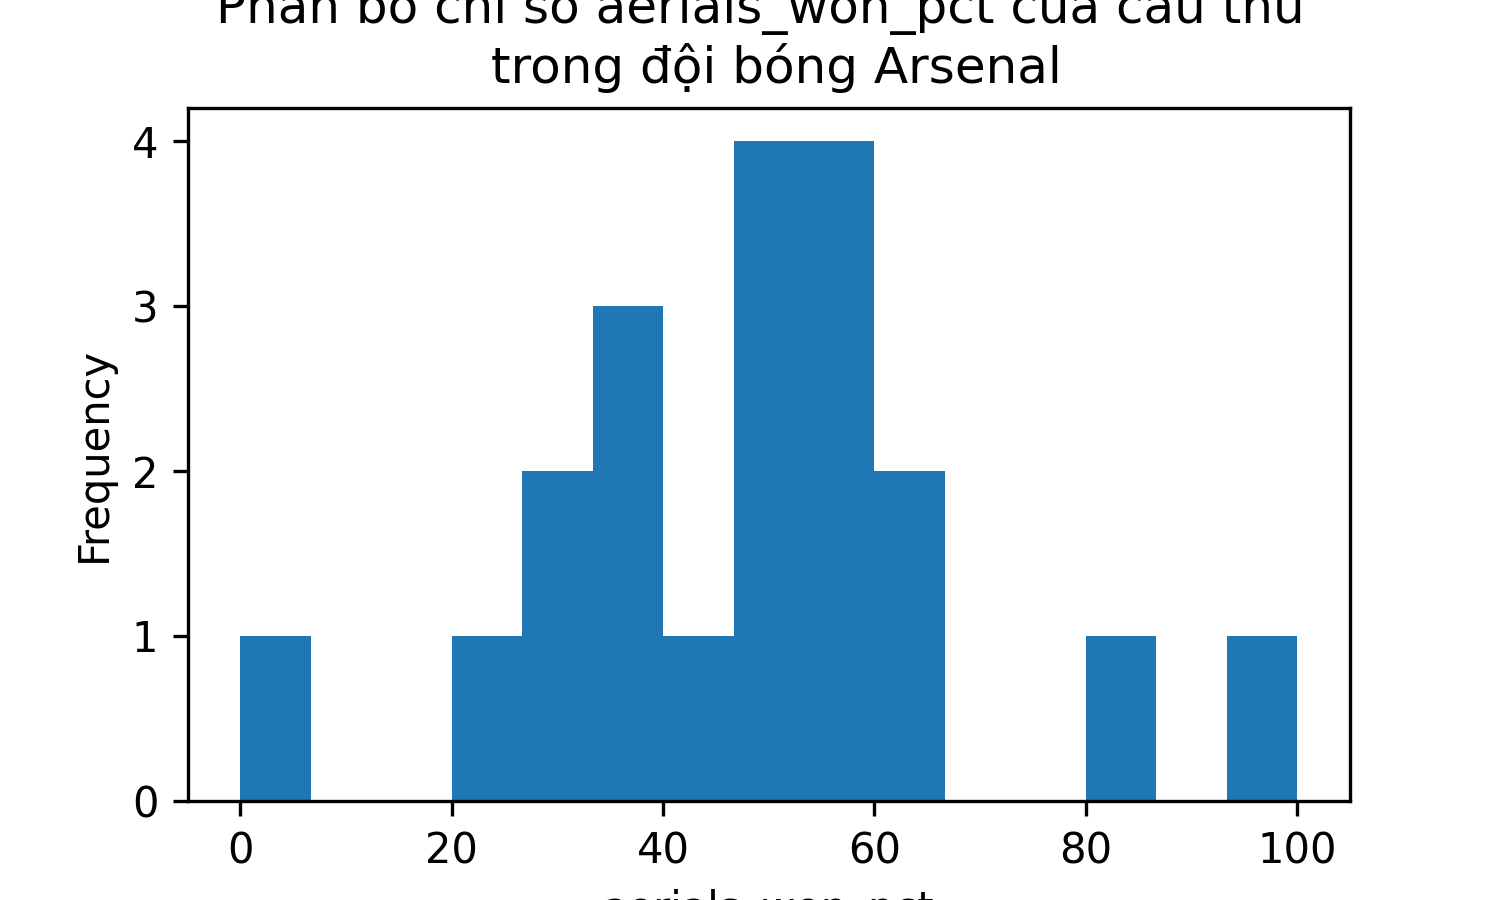 Phân bố chỉ số aerials_won_pct của cầu thủ
trong đội bóng Arsenal
4
3
2
1
0
Frequency
0 20 40 60 80 100
aerials_won_pct